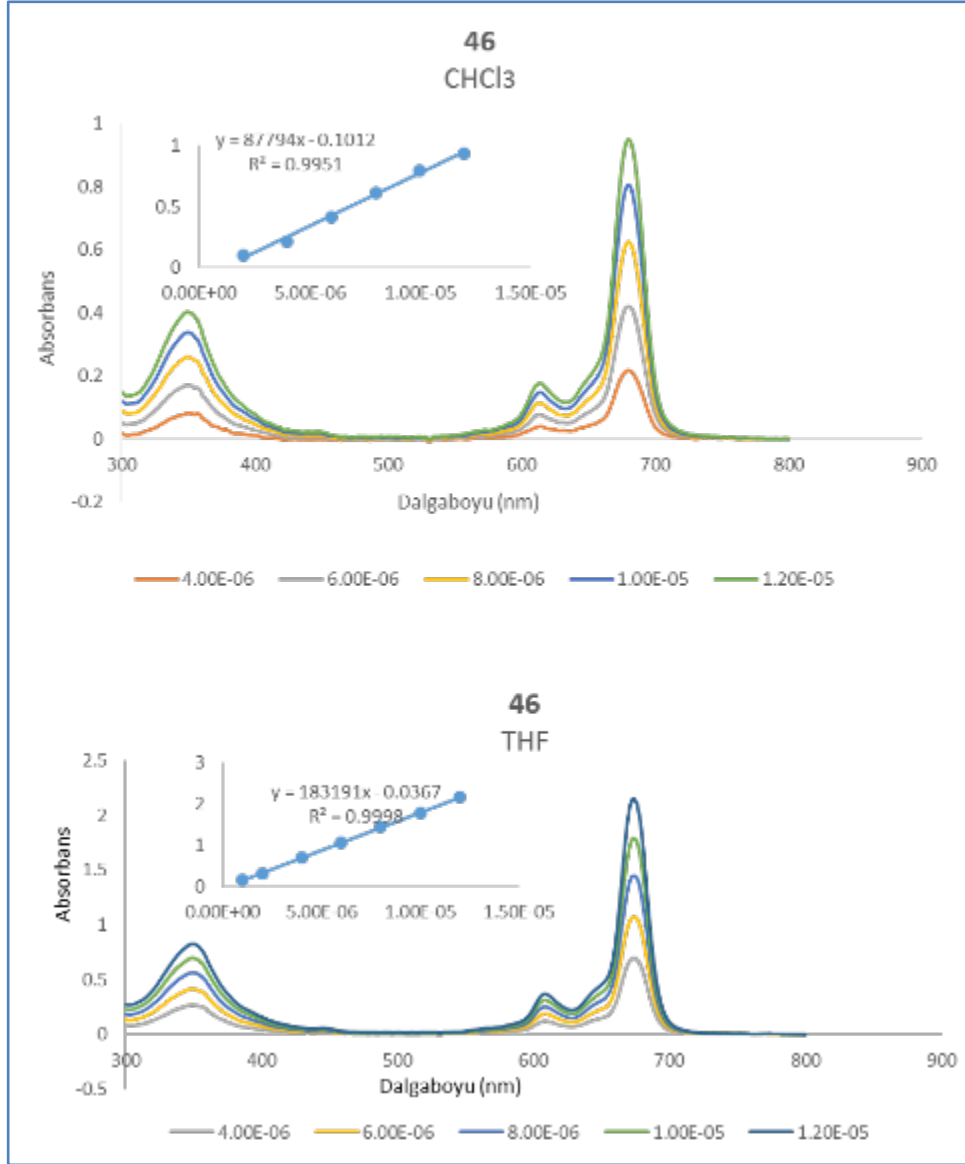 46
CHCl3
y = 87794x - 0.1012
R² = 0.9951
1
0.5
0
0.00E+00 5.00E-06 1.00E-05 1.50E-05
1
0.8
0.6
0.4
0.2
0
-0.2
Absorbans
300 400 500 600 700 800 900
Dalgaboyu (nm)
4.00E-06 6.00E-06 8.00E-06 1.00E-05 1.20E-05
46
THF
y = 183191x - 0.0367
R² = 0.9998
3
2
1
0
0.00E+00 5.00E-06 1.00E-05 1.50E-05
2.5
2
1.5
1
0.5
0
-0.5
Absorbans
300 400 500 600 700 800 900
Dalgaboyu (nm)
4.00E-06 6.00E-06 8.00E-06 1.00E-05 1.20E-05